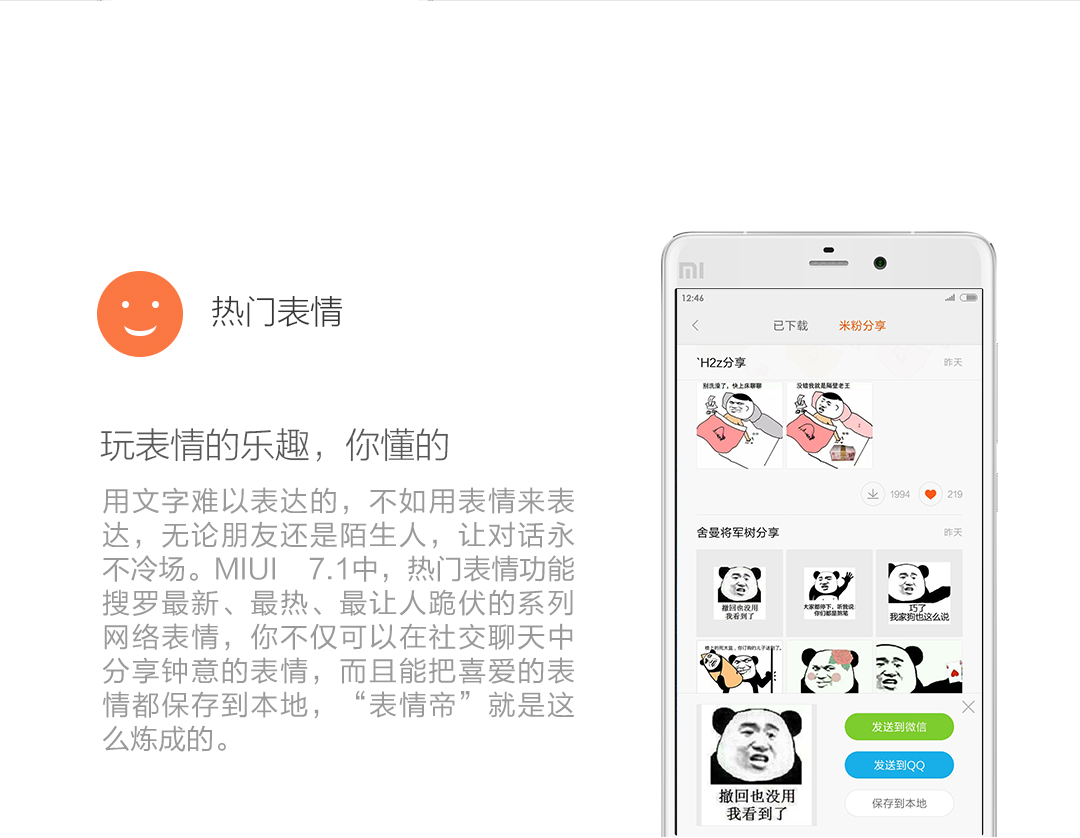 热门表情
玩表情的乐趣，你懂的
用文字难以表达的，不如用表情来表
达，无论朋友还是陌生人，让对话永
不冷场。MIUI 7.1中，热门表情功能
搜罗最新、最热、最让人跪伏的系列
网络表情，你不仅可以在社交聊天中
分享钟意的表情，而且能把喜爱的表
情都保存到本地，“表情帝”就是这
么炼成的。
MI
12:46
已下载 米粉分享
`H2z分享 昨天
别洗澡了，快上床聊聊 没错我就是隔壁老王
1994 219
舍曼将军树分享 昨天
撤回也没用
我看到了
大家都停下，听我说
你们都是煞笔
巧了
我家狗也这么说
撤回也没用
我看到了
发送到微信
发送到QQ
保存到本地